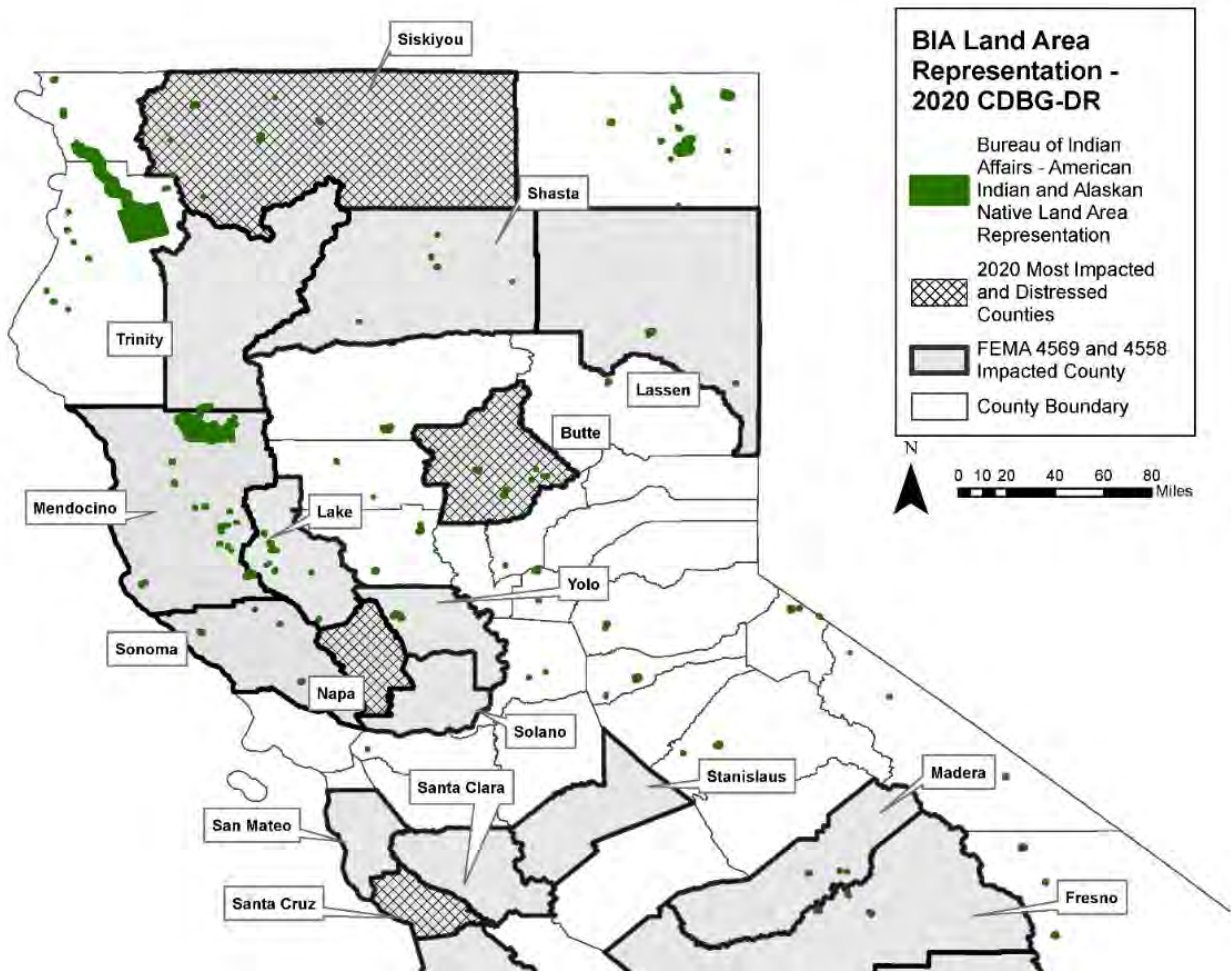 Siskiyou
BIA Land Area
Representation -
2020 CDBG-DR
Bureau of Indian
Affairs - American
Indian and Alaskan
Native Land Area
Representation
2020 Most Impacted
and Distressed
Counties
FEMA 4569 and 4558
Impacted County
County Boundary
N
0 10 20 40 60 80
Miles
Shasta
Trinity
Lassen
Butte
Mendocino
Lake
Yolo
Sonoma
Napa
Solano
Santa Clara
Stanislaus
Madera
San Mateo
Santa Cruz
Fresno